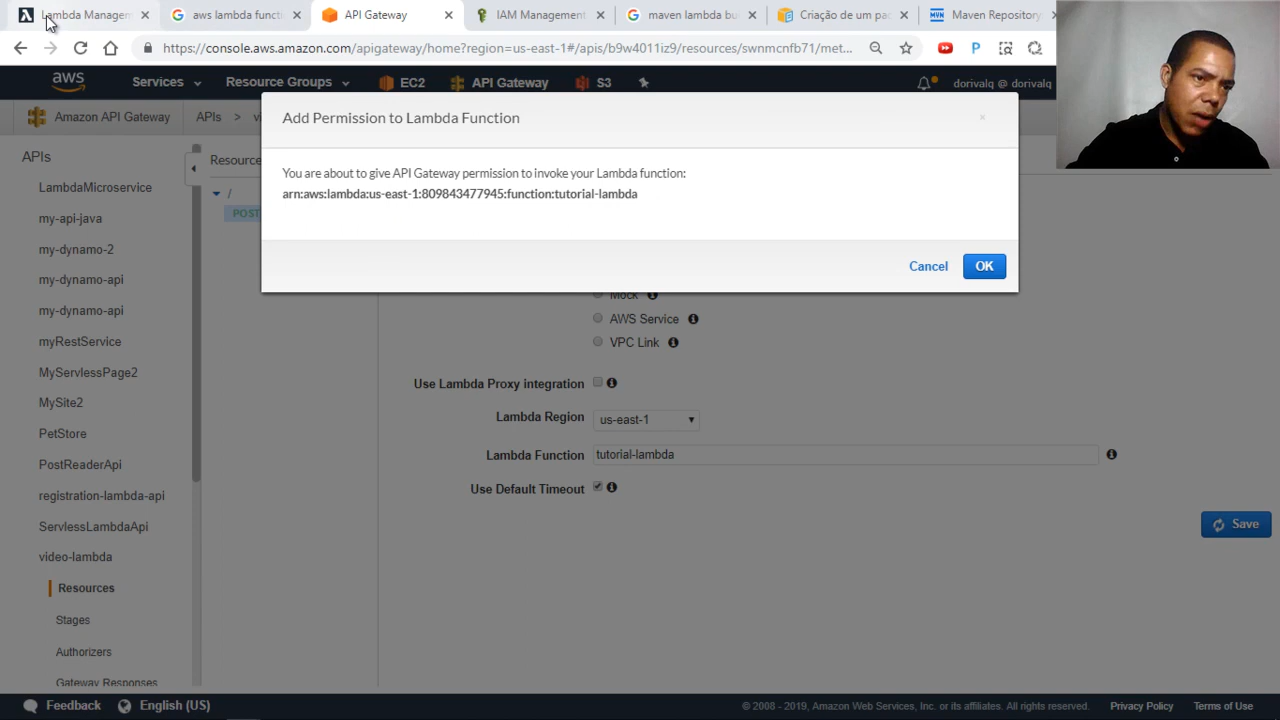 Lambda Managem
aws lambda functi
API Gateway
IAM Management
maven lambda bu
Criação de um pac
Maven Repository
https://console.aws.amazon.com/apigateway/home?region=us-east-1#/apis/b9w4011iz9/resources/swnmcnfb71/met...
aws
Services
Resource Groups
EC2
API Gateway
S3
dorivalq @ dorivalq
Amazon API Gateway
APIs
>
Add Permission to Lambda Function
You are about to give API Gateway permission to invoke your Lambda function:
arn:aws:lambda:us-east-1:809843477945:function:tutorial-lambda
Cancel
OK
APIs
LambdaMicroservice
my-api-java
my-dynamo-2
my-dynamo-api
my-dynamo-api
myRestService
MyServlessPage2
MySite2
PetStore
PostReaderApi
registration-lambda-api
ServlessLambdaApi
video-lambda
Resources
Stages
Authorizers
Gateway Responses
Resource
/
POST
Mock
AWS Service
VPC Link
Use Lambda Proxy integration
Lambda Region
us-east-1
Lambda Function
tutorial-lambda
Use Default Timeout
Save
Feedback
English (US)
© 2008 - 2019, Amazon Web Services, Inc. or its affiliates. All rights reserved.
Privacy Policy
Terms of Use